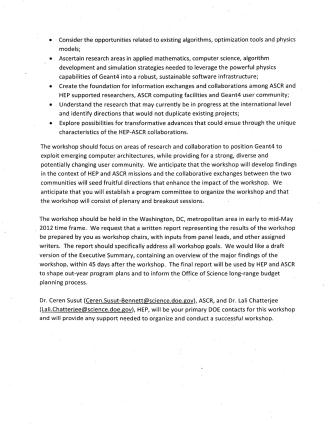 • Consider the opportunities related to existing algorithms, optimization tools and physics
models;
• Ascertain research areas in applied mathematics, computer science, algorithm
development and simulation strategies needed to leverage the powerful physics
capabilities of Geant4 into a robust, sustainable software infrastructure;
• Create the foundation for information exchanges and collaborations among ASCR and
HEP supported researchers, ASCR computing facilities and Geant4 user community;
• Understand the research that may currently be in progress at the international level
and identify directions that would not duplicate existing projects;
• Explore possibilities for transformative advances that could ensue through the unique
characteristics of the HEP-ASCR collaborations.
The workshop should focus on areas of research and collaboration to position Geant4 to
exploit emerging computer architectures, while providing for a strong, diverse and
potentially changing user community. We anticipate that the workshop will develop findings
in the context of HEP and ASCR missions and the collaborative exchanges between the two
communities will seed fruitful directions that enhance the impact of the workshop. We
anticipate that you will establish a program committee to organize the workshop and that
the workshop will consist of plenary and breakout sessions.
The workshop should be held in the Washington, DC, metropolitan area in early to mid-May
2012 time frame. We request that a written report representing the results of the workshop
be prepared by you as workshop chairs, with inputs from panel leads, and other assigned
writers. The report should specifically address all workshop goals. We would like a draft
version of the Executive Summary, containing an overview of the major findings of the
workshop, within 45 days after the workshop. The final report will be used by HEP and ASCR
to shape out-year program plans and to inform the Office of Science long-range budget
planning process.
Dr. Ceren Susut (Ceren.Susut-Bennett@science.doe.gov), ASCR, and Dr. Lali Chatterjee
(Lali.Chatterjee@science.doe.gov), HEP, will be your primary DOE contacts for this workshop
and will provide any support needed to organize and conduct a successful workshop.